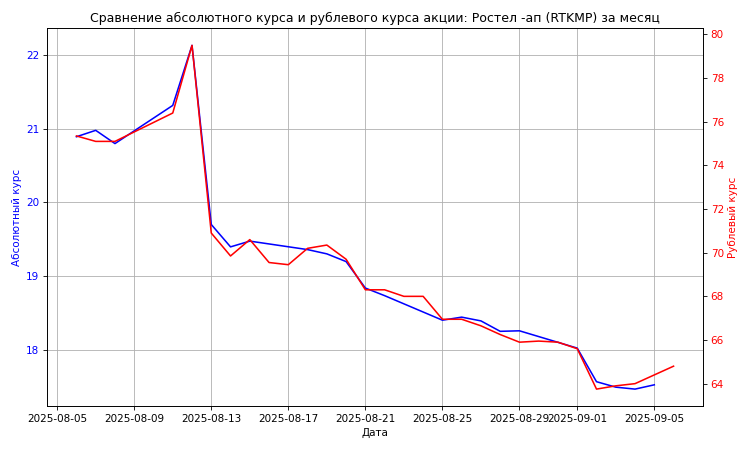 Сравнение абсолютного курса и рублевого курса акции: Ростел -ап (RTKMP) за месяц
Абсолютный курс
22
21
20
19
18
80
78
76
74
72
70
68
66
64
Рублевый курс
2025-08-05 2025-08-09 2025-08-13 2025-08-17 2025-08-21 2025-08-25 2025-08-29 2025-09-01 2025-09-05
Дата